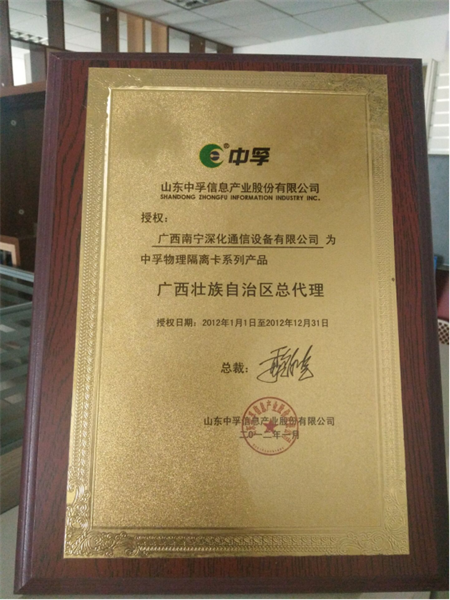 中孚
山东中孚信息产业股份有限公司
SHANDONG ZHONGFU INFORMATION INDUSTRY INC.
授权：
广西南宁深化通信设备有限公司 为
中孚物理隔离卡系列产品
广西壮族自治区总代理
授权日期：2012年1月1日至2012年12月31日
总裁：
山东中孚信息产业股份有限公司
二〇一二年一月